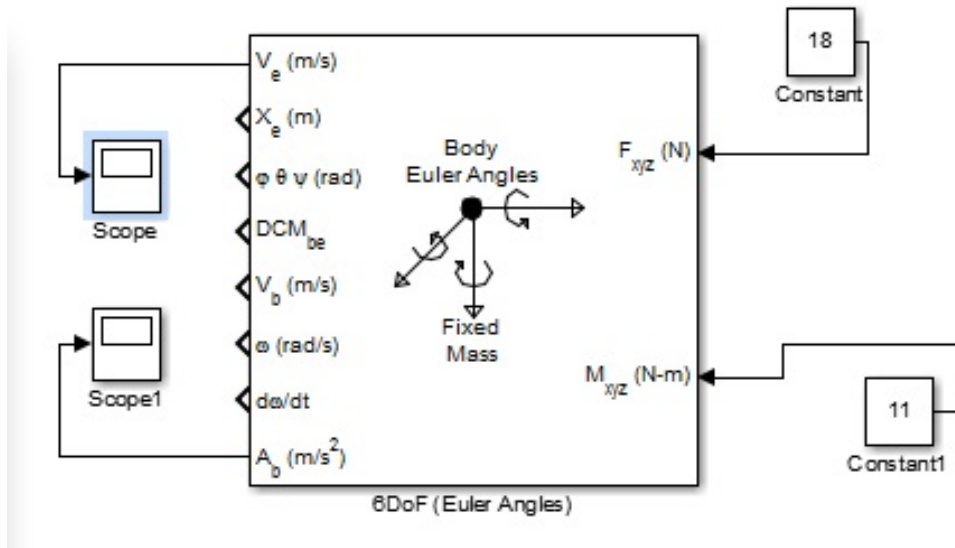 18
Constant
V_e (m/s)
X_e (m)
φ θ ψ (rad)
DCM_be
V_b (m/s)
ω (rad/s)
dω/dt
A_b (m/s²)
Body
Euler Angles
Fixed
Mass
F_xyz (N)
M_xyz (N-m)
Scope
Scope1
11
Constant1
6DoF (Euler Angles)